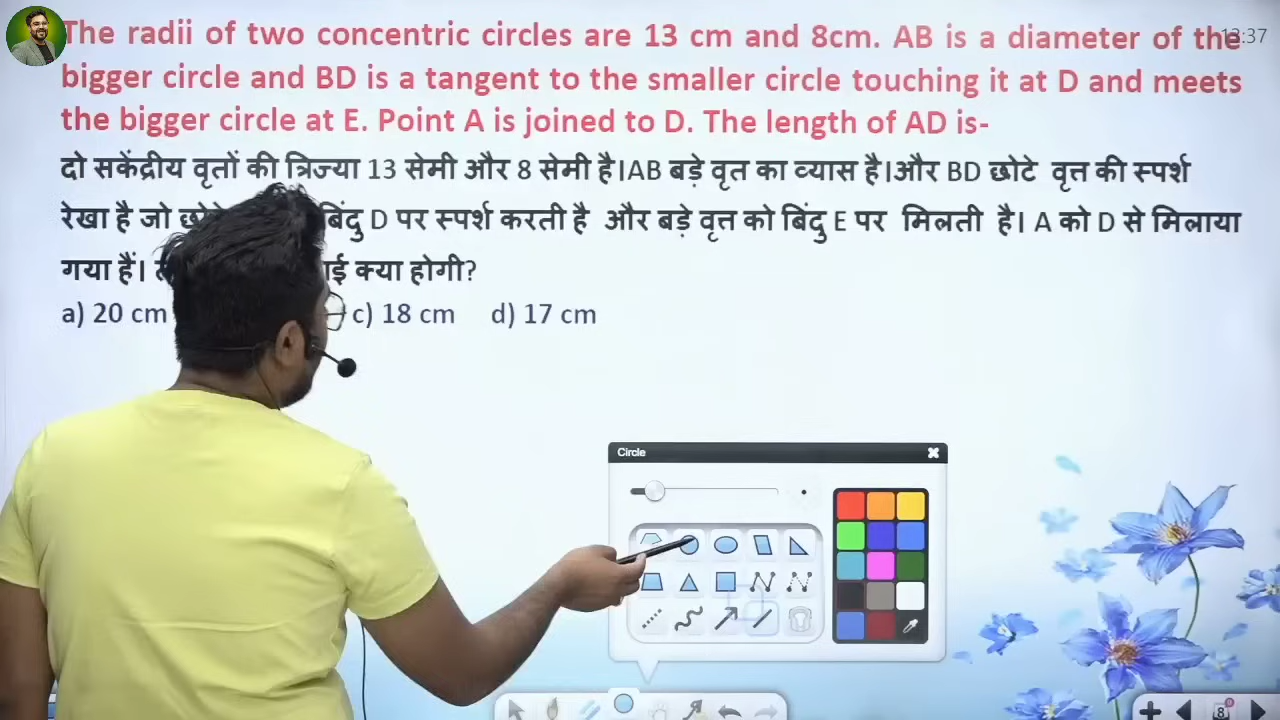 The radii of two concentric circles are 13 cm and 8cm. AB is a diameter of the
13:37
bigger circle and BD is a tangent to the smaller circle touching it at D and meets
the bigger circle at E. Point A is joined to D. The length of AD is-
दो सकेंद्रीय वृतों की त्रिज्या 13 सेमी और 8 सेमी है।AB बड़े वृत का व्यास है।और BD छोटे वृत्त की स्पर्श
रेखा है जो बिंदु D पर स्पर्श करती है और बड़े वृत्त को बिंदु E पर मिलती है। A को D से मिलाया
गया हैं। क्या होगी?
a) 20 cm c) 18 cm d) 17 cm
Circle
8